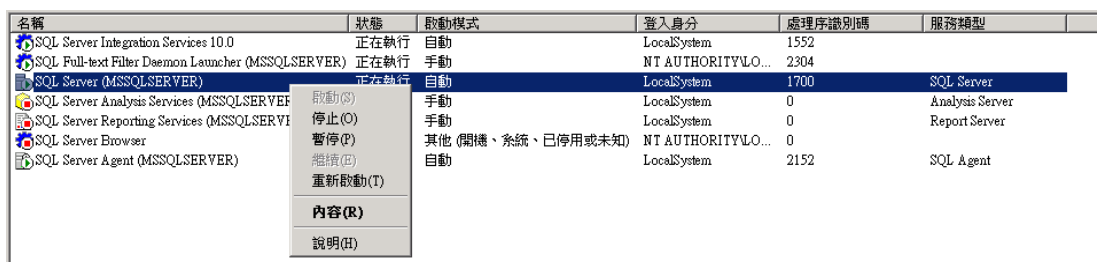 名稱 狀態 啟動模式 登入身分 處理序識別碼 服務類型
SQL Server Integration Services 10.0 正在執行 自動 LocalSystem 1552
SQL Full-text Filter Daemon Launcher (MSSQLSERVER) 正在執行 手動 NT AUTHORITY\LO... 2304
SQL Server (MSSQLSERVER) 正在執行 自動 LocalSystem 1700 SQL Server
SQL Server Analysis Services (MSSQLSERVER 手動 LocalSystem 0 Analysis Server
SQL Server Reporting Services (MSSQLSERVE 手動 LocalSystem 0 Report Server
SQL Server Browser 其他 (開機、系統、已停用或未知) NT AUTHORITY\LO... 0
SQL Server Agent (MSSQLSERVER) 自動 LocalSystem 2152 SQL Agent
啟動(S)
停止(O)
暫停(P)
繼續(E)
重新啟動(T)
內容(R)
說明(H)